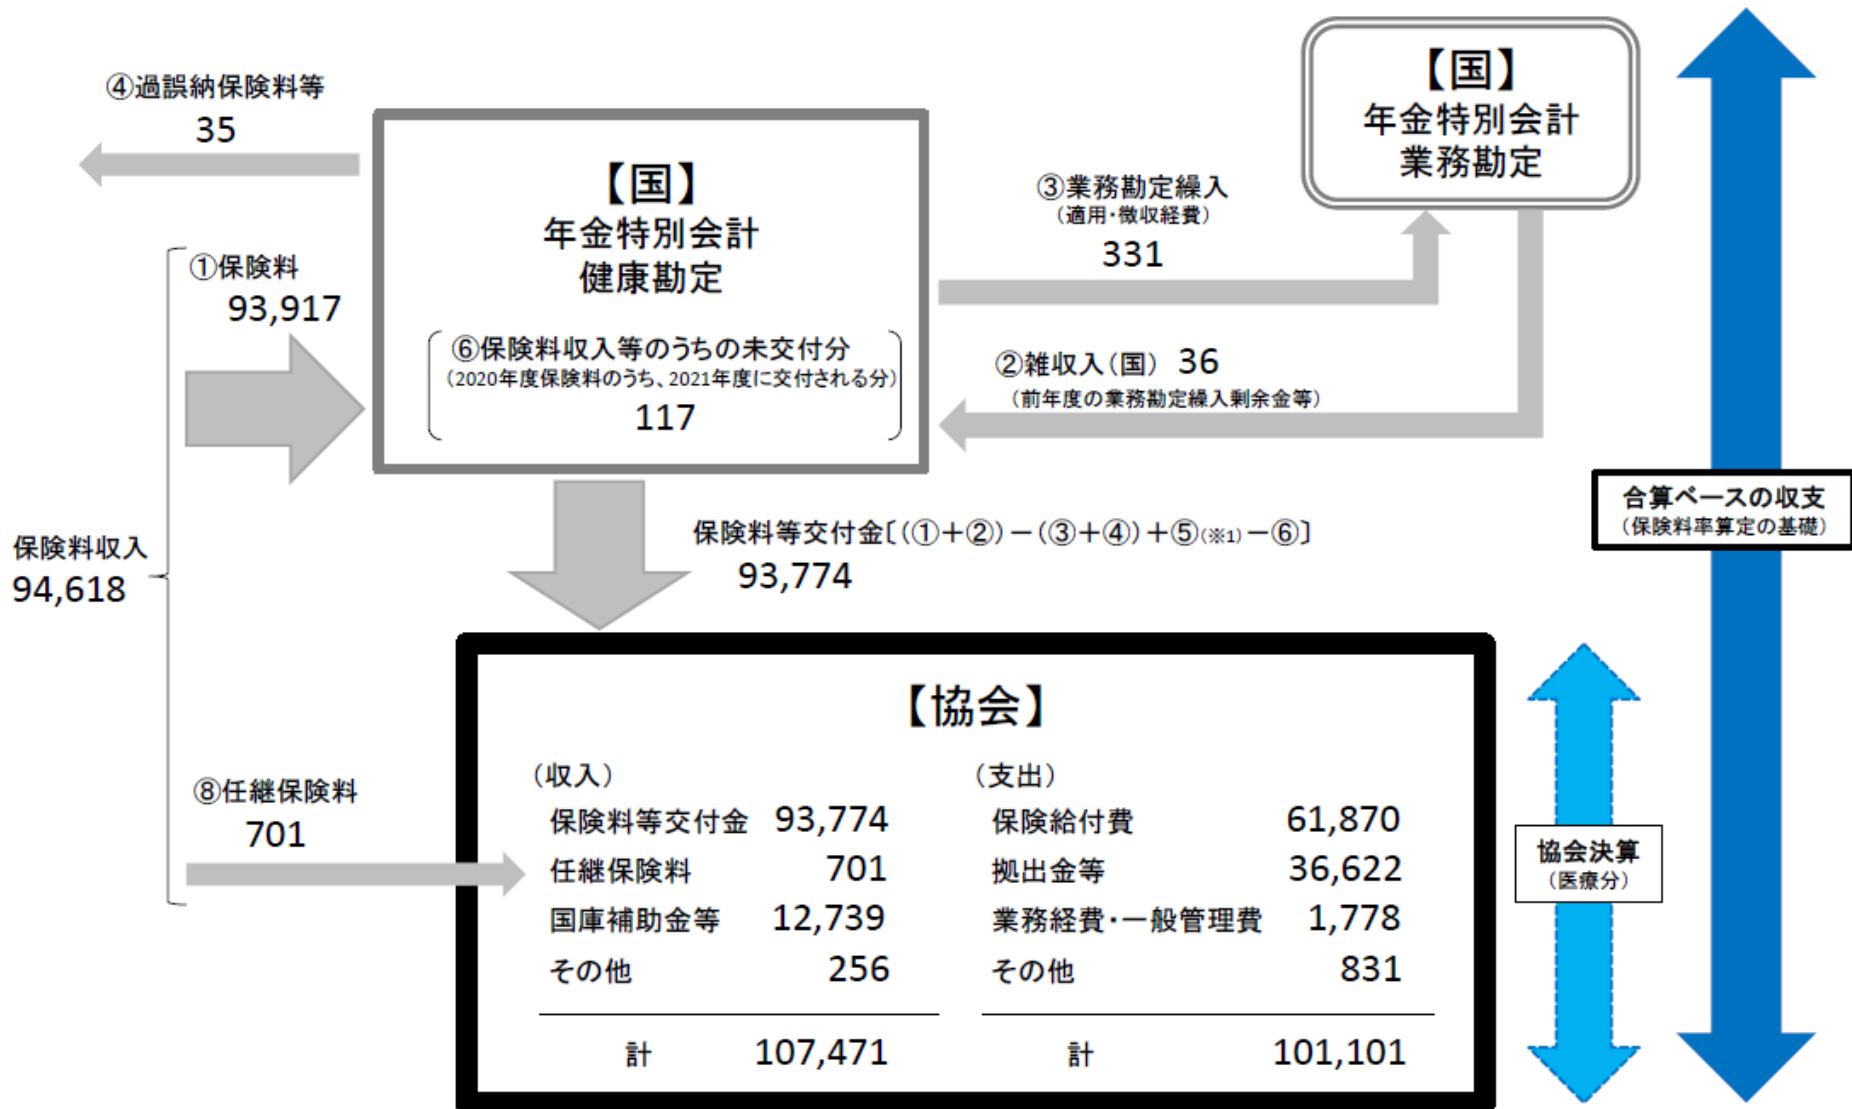 ④過誤納保険料等
35
【国】
年金特別会計
業務勘定
【国】
年金特別会計
健康勘定
③業務勘定繰入
(適用・徴収経費)
331
①保険料
93,917
⑥保険料収入等のうちの未交付分
(2020年度保険料のうち、2021年度に交付される分)
117
②雑収入(国) 36
(前年度の業務勘定繰入剰余金等)
合算ベースの収支
(保険料率算定の基礎)
保険料収入
94,618
保険料等交付金〔(①+②)-(③+④)+⑤(※1)-⑥〕
93,774
【協会】
⑧任継保険料
701
(収入)
保険料等交付金 93,774
任継保険料 701
国庫補助金等 12,739
その他 256
計 107,471
(支出)
保険給付費 61,870
拠出金等 36,622
業務経費・一般管理費 1,778
その他 831
計 101,101
協会決算
(医療分)